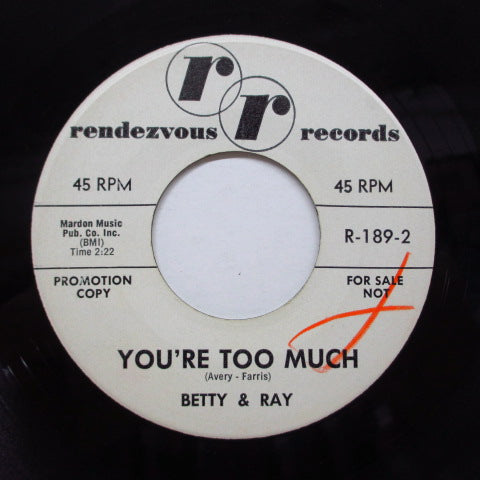 r
r
rendezvous records
45 RPM 45 RPM
Mardon Music
Pub. Co. Inc.
(BMI)
Time 2:22
R-189-2
PROMOTION
COPY
FOR SALE
NOT
YOU'RE TOO MUCH
(Avery - Farris)
BETTY & RAY